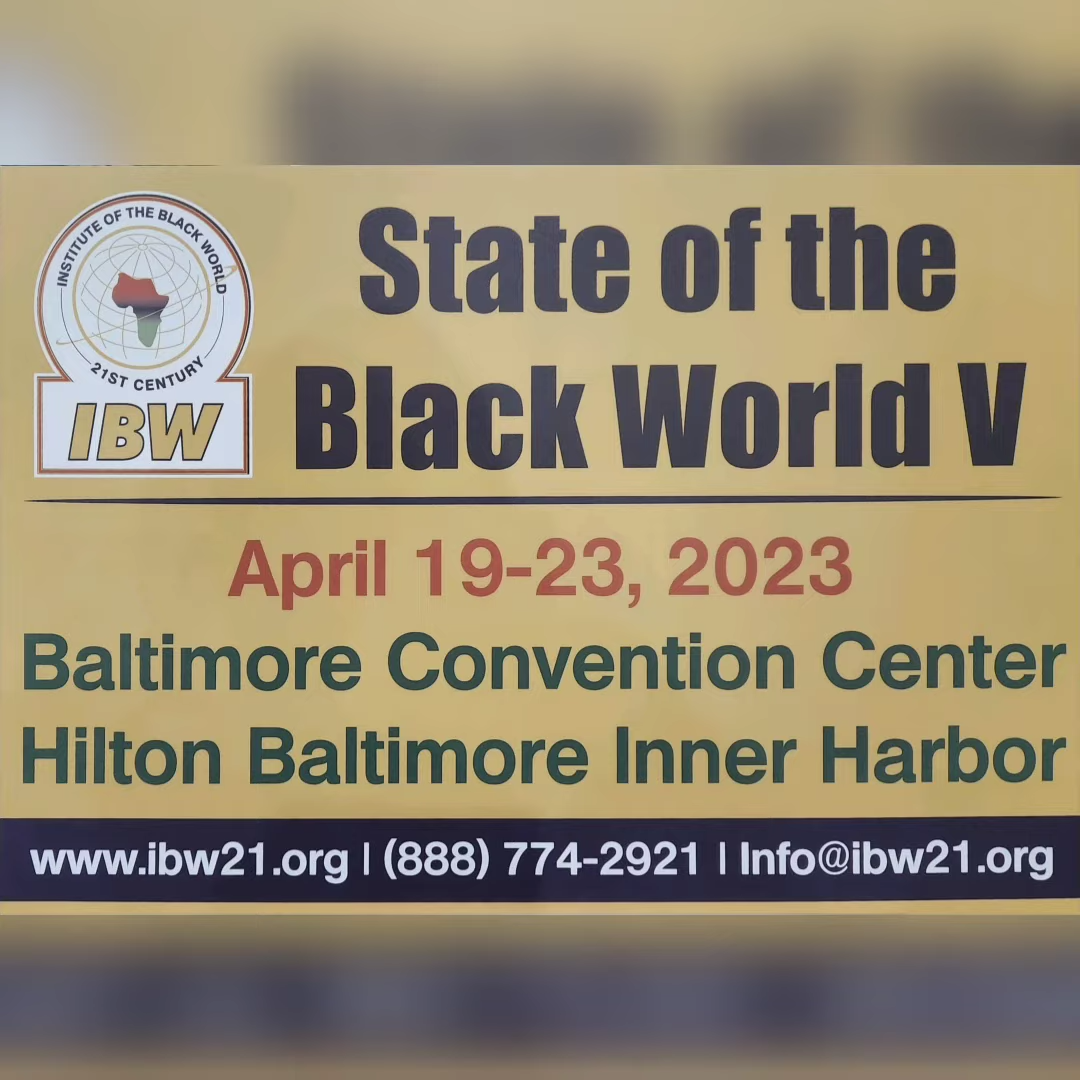 INSTITUTE OF THE BLACK WORLD
21ST CENTURY
IBW
State of the
Black World V
April 19-23, 2023
Baltimore Convention Center
Hilton Baltimore Inner Harbor
www.ibw21.org | (888) 774-2921 | Info@ibw21.org